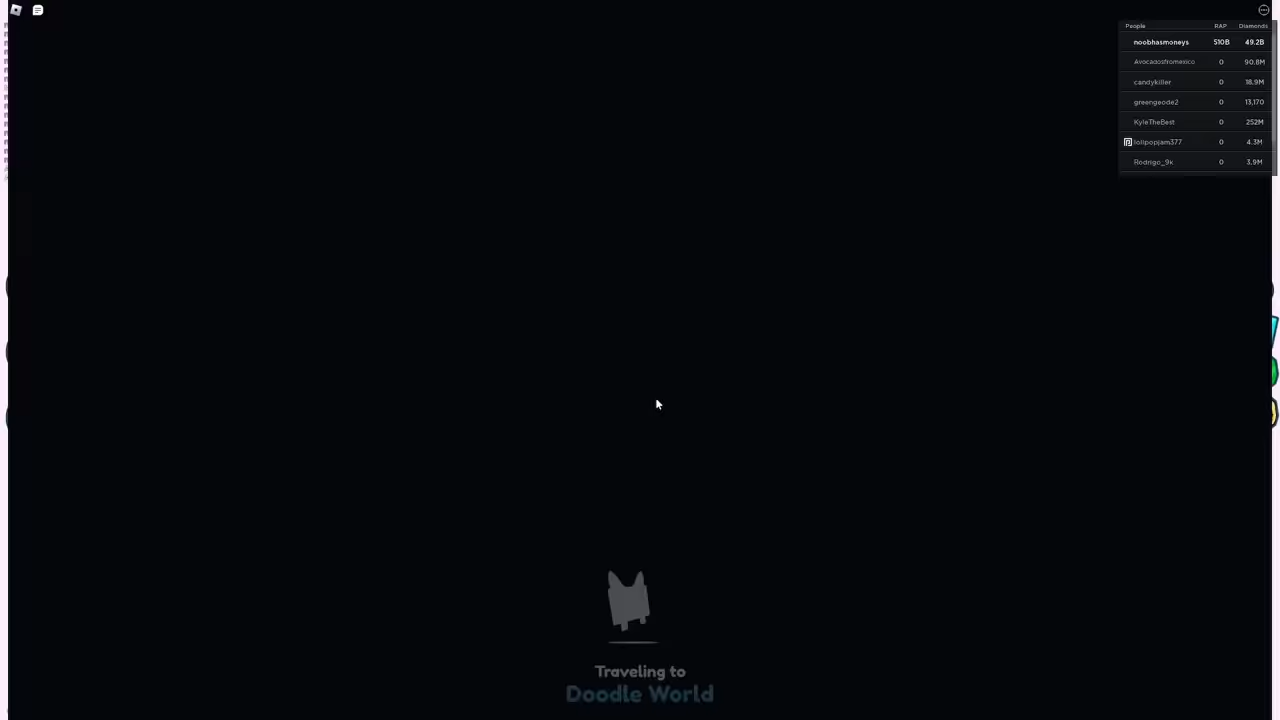 People RAP Diamonds
noobhasmoneys 510B 49.2B
Avocadosfromexico 0 90.8M
candykiller 0 18.9M
greengeode2 0 13,170
KyleTheBest 0 252M
lolipopjam377 0 4.3M
Rodrigo_9k 0 3.9M
Traveling to
Doodle World